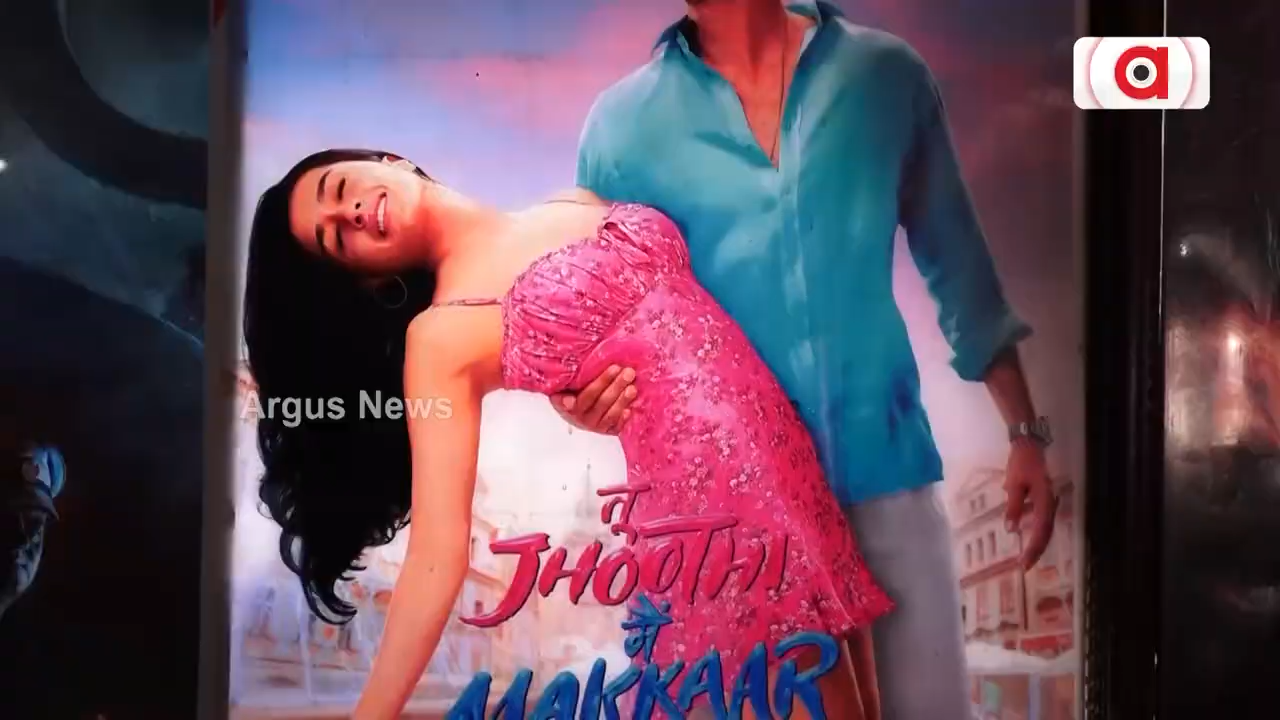 a
Argus News
तू
JHOOTHI
मैं
MAKKAAR